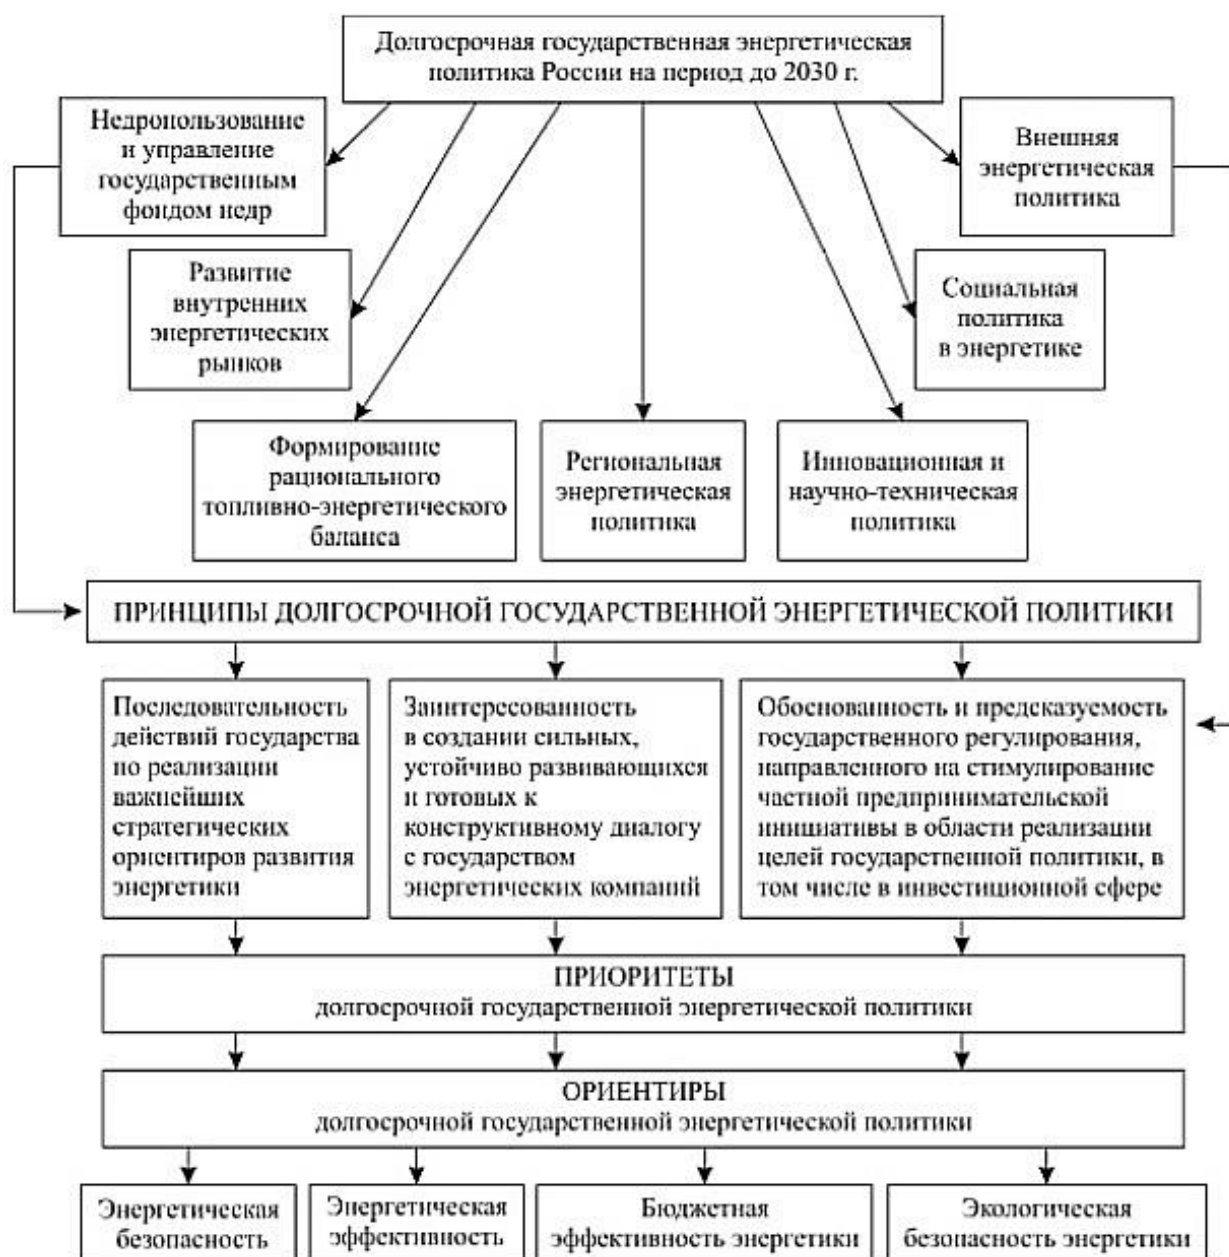 Долгосрочная государственная энергетическая
политика России на период до 2030 г.
Недропользование
и управление
государственным
фондом недр
Внешняя
энергетическая
политика
Развитие
внутренних
энергетических
рынков
Социальная
политика
в энергетике
Формирование
рационального
топливно-энергетического
баланса
Региональная
энергетическая
политика
Инновационная и
научно-техническая
политика
ПРИНЦИПЫ ДОЛГОСРОЧНОЙ ГОСУДАРСТВЕННОЙ ЭНЕРГЕТИЧЕСКОЙ ПОЛИТИКИ
Последовательность
действий государства
по реализации
важнейших
стратегических
ориентиров развития
энергетики
Заинтересованность
в создании сильных,
устойчиво развивающихся
и готовых к
конструктивному диалогу
с государством
энергетических компаний
Обоснованность и предсказуемость
государственного регулирования,
направленного на стимулирование
частной предпринимательской
инициативы в области реализации
целей государственной политики, в
том числе в инвестиционной сфере
ПРИОРИТЕТЫ
долгосрочной государственной энергетической политики
ОРИЕНТИРЫ
долгосрочной государственной энергетической политики
Энергетическая
безопасность
Энергетическая
эффективность
Бюджетная
эффективность энергетики
Экологическая
безопасность энергетики